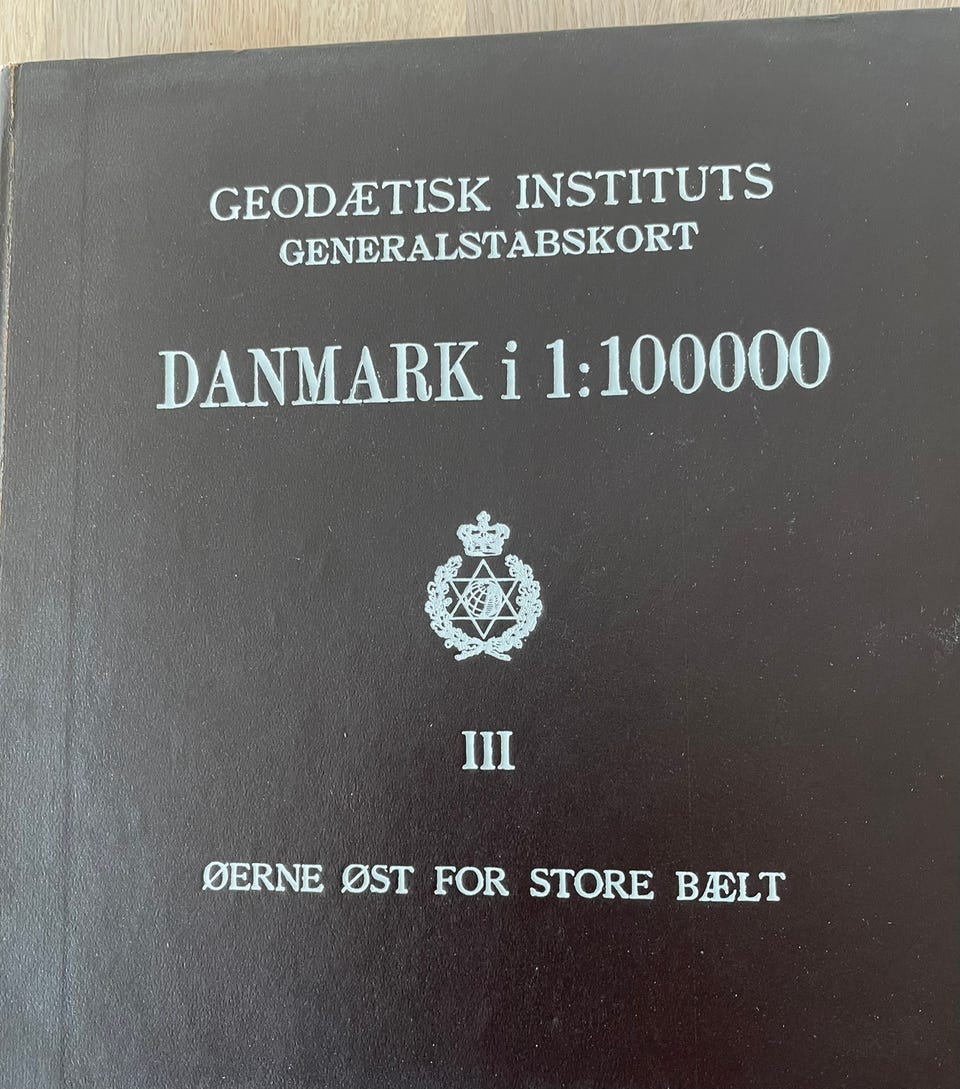 GEODÆTISK INSTITUTS
GENERALSTABSKORT
DANMARK i 1:100000
III
ØERNE ØST FOR STORE BÆLT